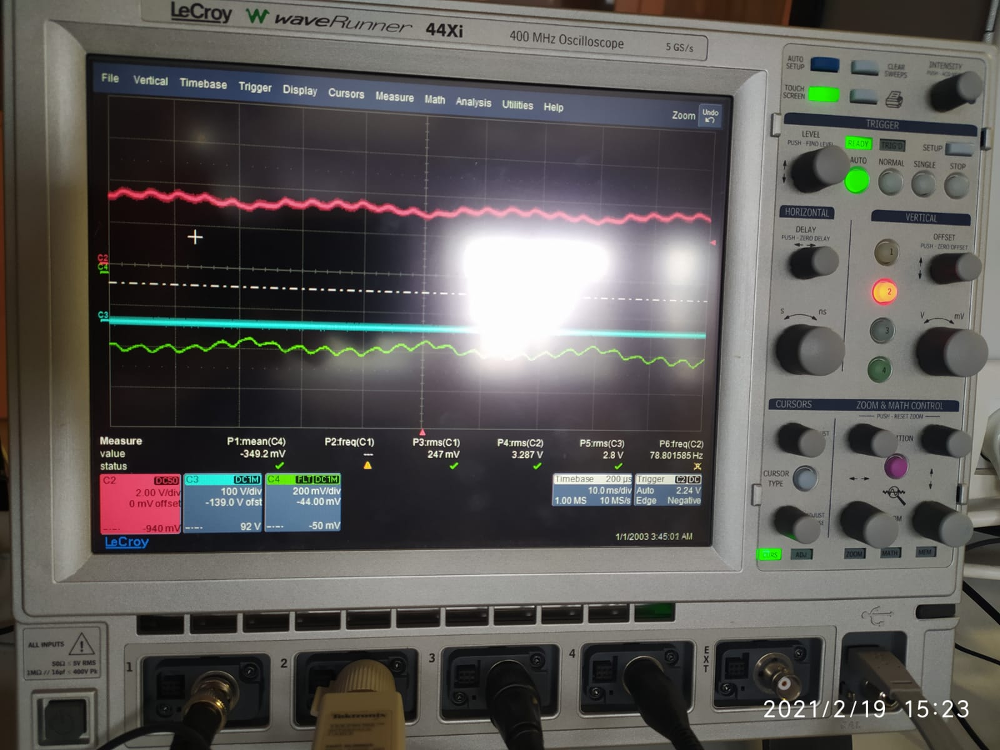 LeCroy waveRunner 44Xi 400 MHz Oscilloscope 5 GS/s
File Vertical Timebase Trigger Display Cursors Measure Math Analysis Utilities Help
Zoom Undo
C2
C4
C3
Measure P1:mean(C4) P2:freq(C1) P3:rms(C1) P4:rms(C2) P5:rms(C3) P6:freq(C2)
value -349.2 mV --- 247 mV 3.287 V 2.8 V 78.801585 Hz
status
C2 DC50
2.00 V/div
0 mV offset
-940 mV
C3 DC1M
100 V/div
-139.0 V ofst
92 V
C4 FLT DC1M
200 mV/div
-44.00 mV
-50 mV
Timebase 200 µs
10.0 ms/div
1.00 MS 10 MS/s
Trigger C2 DC
Auto 2.24 V
Edge Negative
LeCroy
1/1/2003 3:45:01 AM
AUTO SETUP
CLEAR SWEEPS
INTENSITY
TOUCH SCREEN
TRIGGER
LEVEL
PUSH - FIND LEVEL
READY
TRIG'D
SETUP
AUTO
NORMAL
SINGLE
STOP
HORIZONTAL
DELAY
PUSH - ZERO DELAY
S ns
VERTICAL
OFFSET
PUSH - ZERO OFFSET
1
2
3
4
V mV
CURSORS
CURSOR TYPE
CURS
ADJ
ZOOM & MATH CONTROL
PUSH - RESET ZOOM
ZOOM
MATH
MEM
ALL INPUTS
50Ω ≤ 5V RMS
1MΩ // 16pf ≤ 400V Pk
1
2
3
4
EXT
Tektronix
2021/2/19 15:23